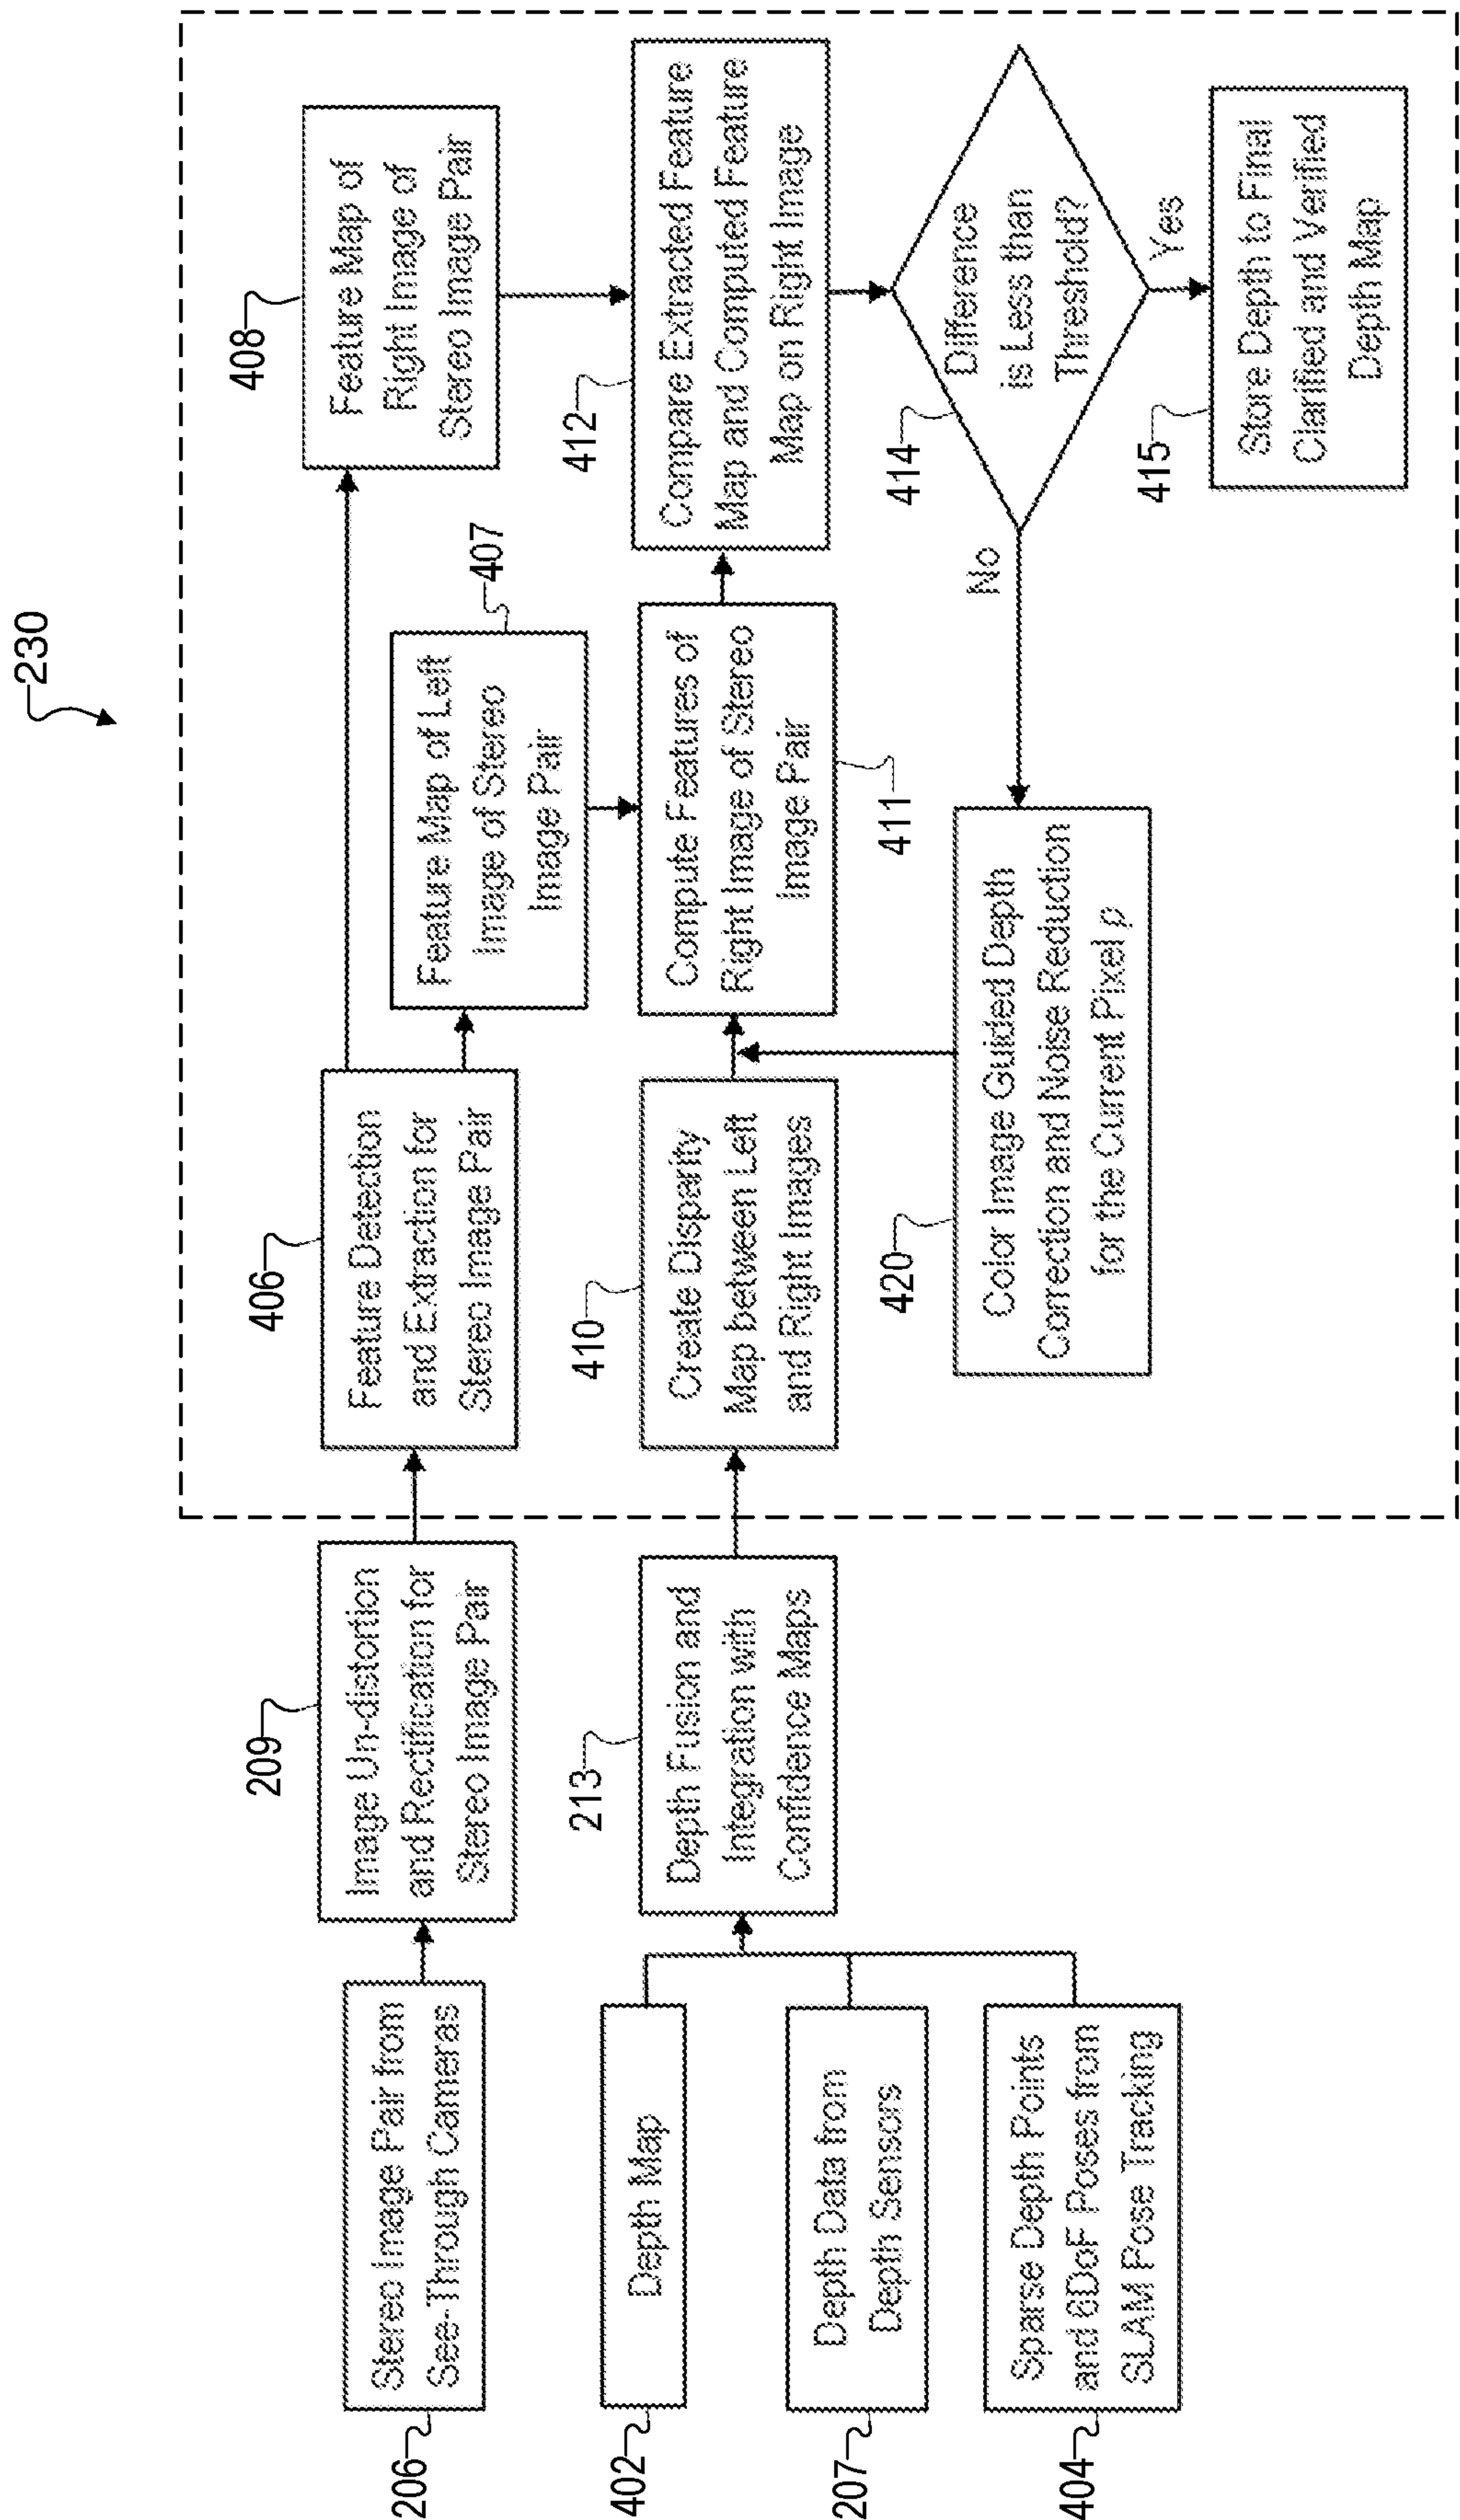 230
206
Stereo Image Pair from
See-Through Cameras
209
Image Un-distortion
and Rectification for
Stereo Image Pair
406
Feature Detection
and Extraction for
Stereo Image Pair
407
Feature Map of Left
Image of Stereo
Image Pair
408
Feature Map of
Right Image of
Stereo Image Pair
402
Depth Map
207
Depth Data from
Depth Sensors
404
Sparse Depth Points
and 6DoF Poses from
SLAM Pose Tracking
213
Depth Fusion and
Integration with
Confidence Maps
410
Create Disparity
Map between Left
and Right Images
411
Compute Features of
Right Image of Stereo
Image Pair
412
Compare Extracted Feature
Map and Computed Feature
Map on Right Image
414
Difference
is Less than
Threshold?
No
Yes
420
Color Image Guided Depth
Correction and Noise Reduction
for the Current Pixel p
415
Store Depth to Final
Clarified and Verified
Depth Map